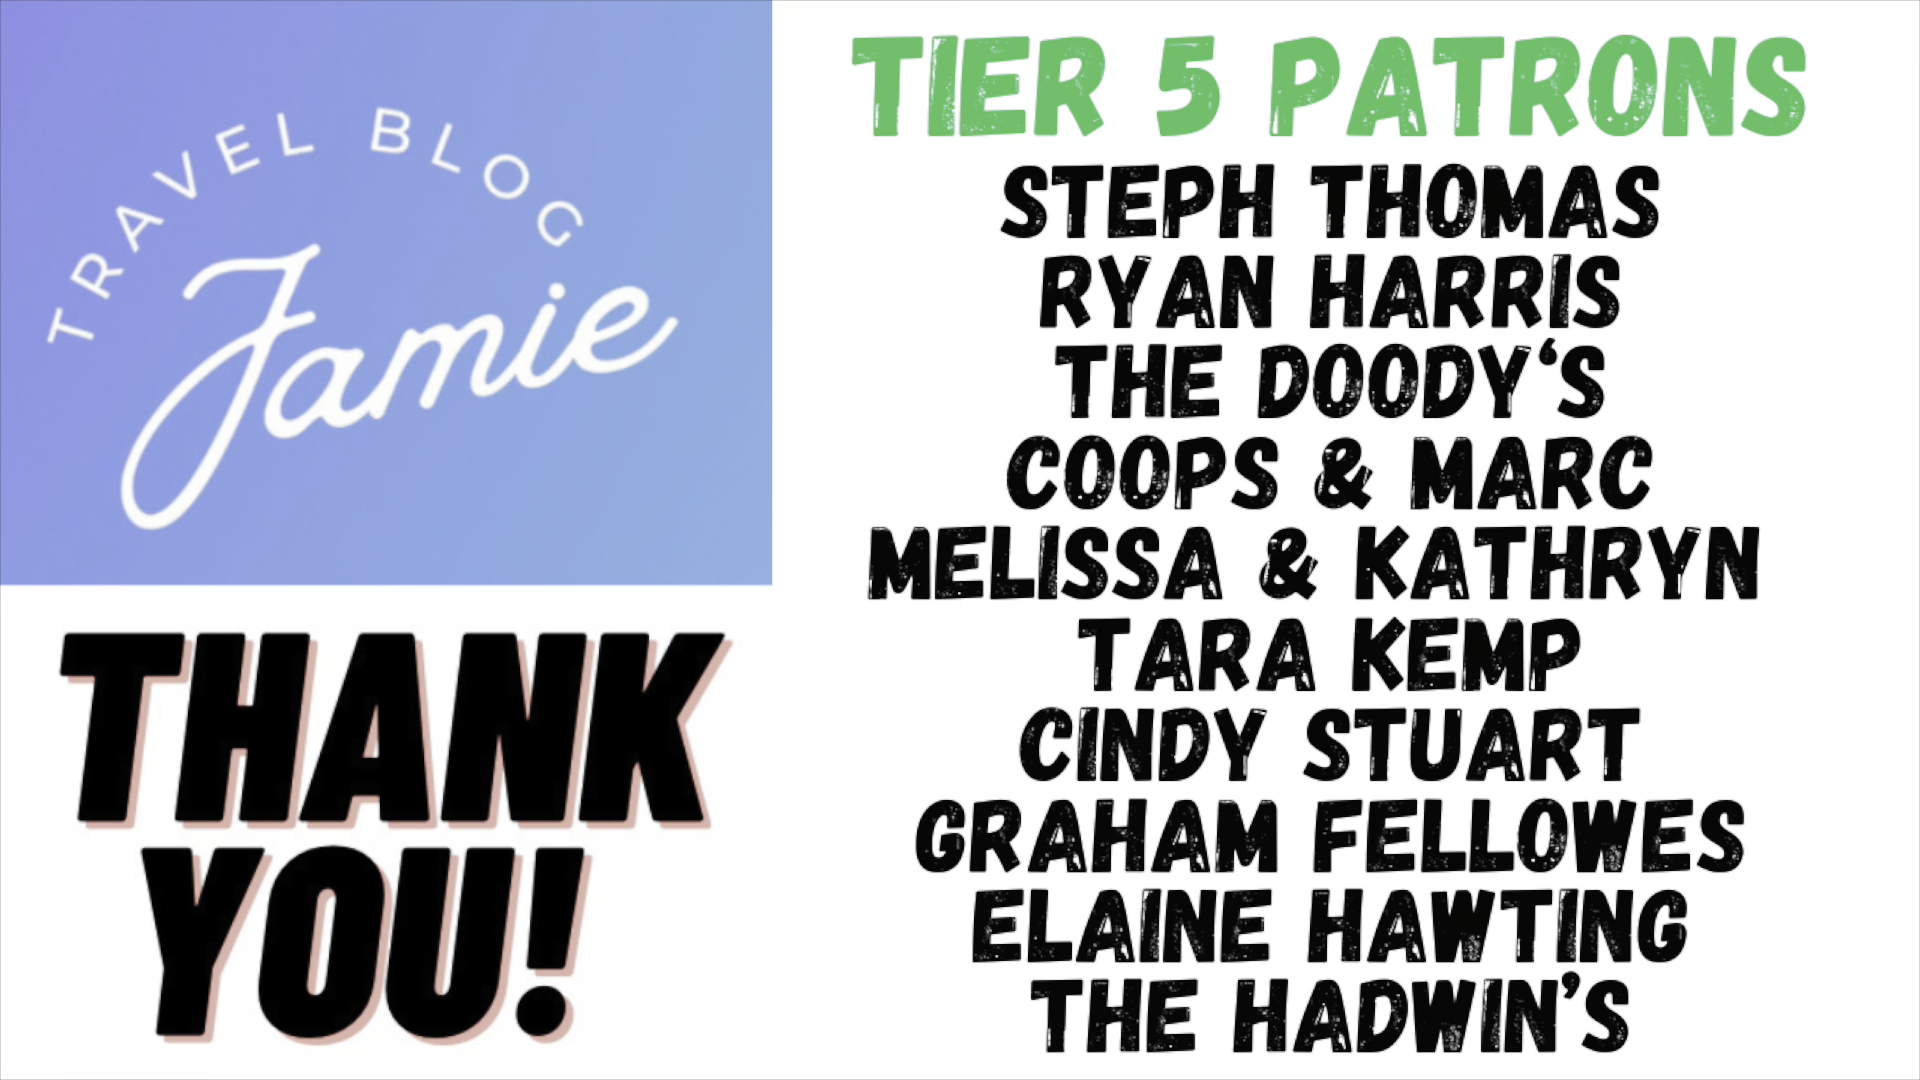 TRAVEL BLOG
Jamie
THANK
YOU!
TIER 5 PATRONS
STEPH THOMAS
RYAN HARRIS
THE DOODY‘S
COOPS & MARC
MELISSA & KATHRYN
TARA KEMP
CINDY STUART
GRAHAM FELLOWES
ELAINE HAWTING
THE HADWIN’S